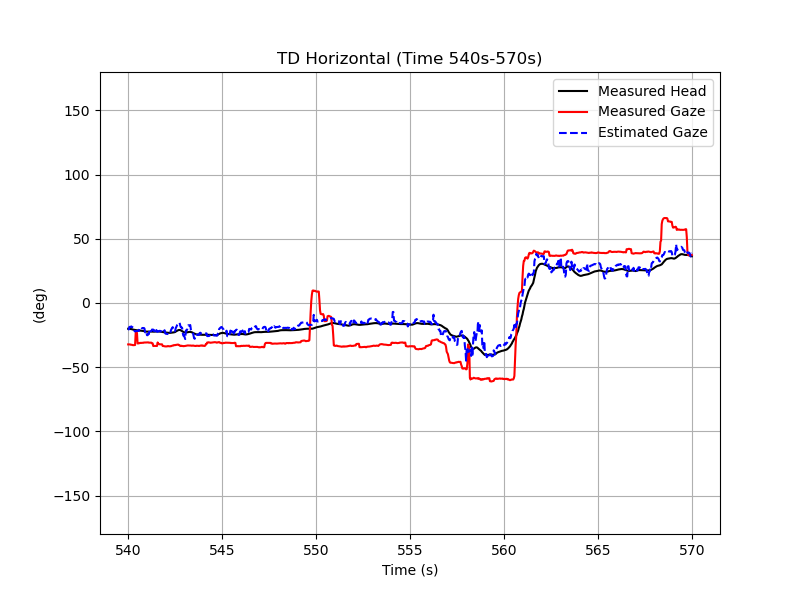 TD Horizontal (Time 540s-570s)
Measured Head
Measured Gaze
Estimated Gaze
150
100
50
0
−50
−100
−150
(deg)
540 545 550 555 560 565 570
Time (s)